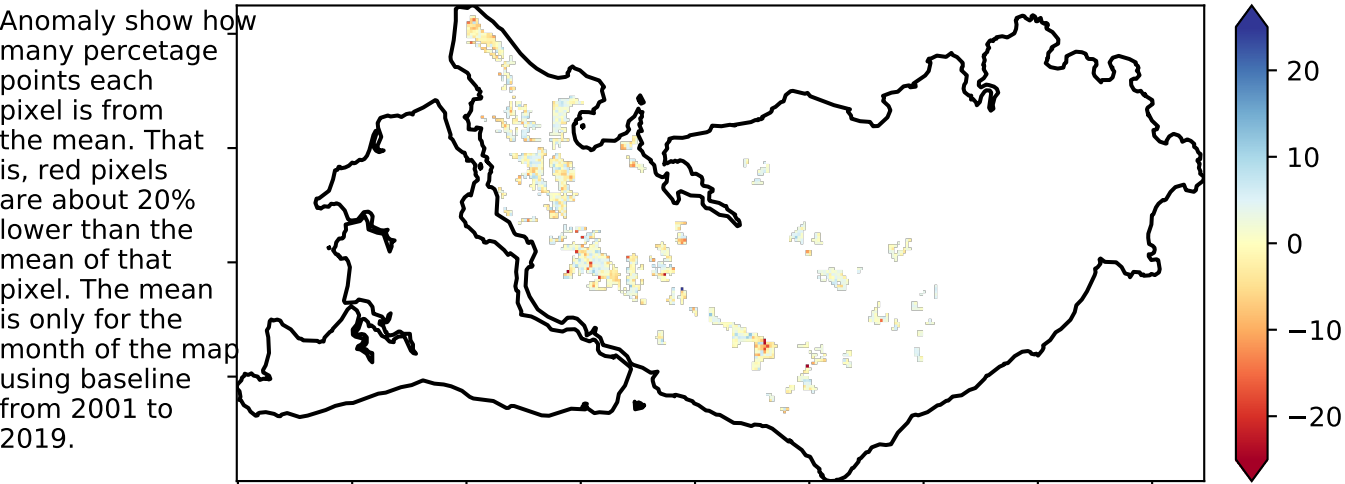 Anomaly show how
many percetage
points each
pixel is from
the mean. That
is, red pixels
are about 20%
lower than the
mean of that
pixel. The mean
is only for the
month of the map
using baseline
from 2001 to
2019.
20
10
0
−10
−20